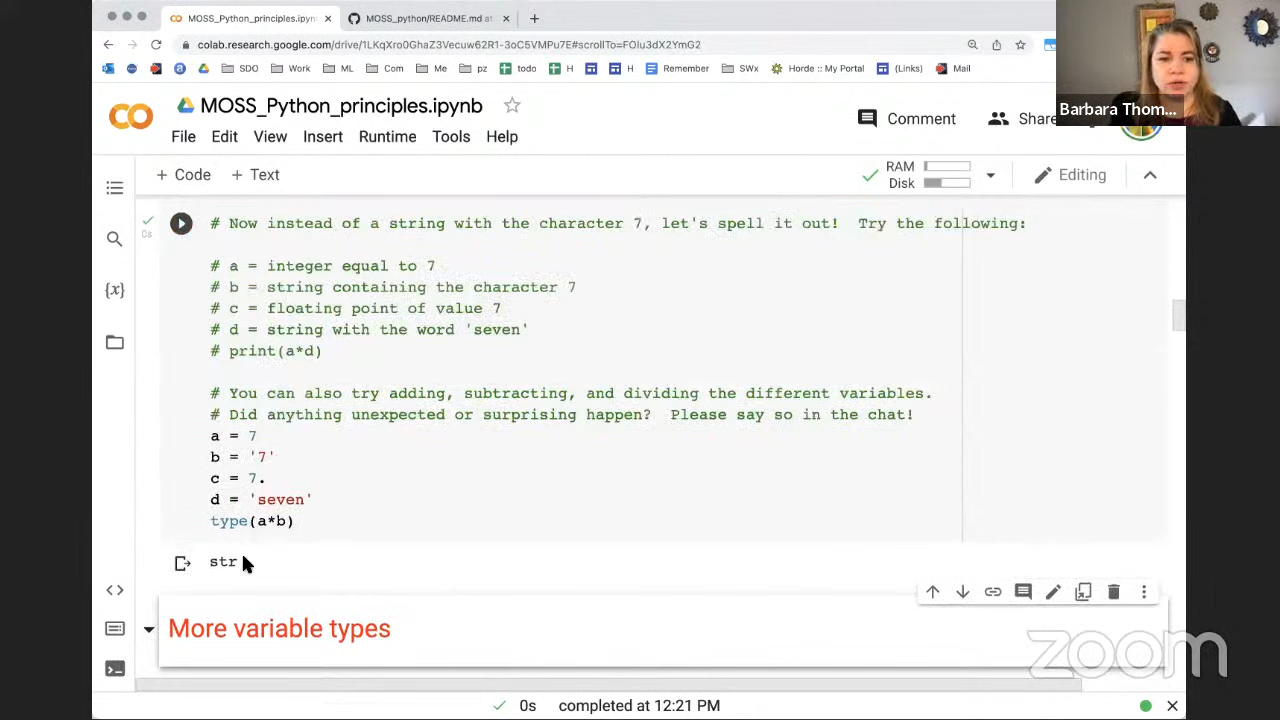 MOSS_Python_principles.ipyn
MOSS_python/README.md at
colab.research.google.com/drive/1LKqXro0GhaZ3Vecuw62R1-3oC5VMPu7E#scrollTo=FOlu3dX2YmG2
SDO Work ML Com Me pz todo H H Remember SWx Horde :: My Portal (Links) Mail
Barbara Thom...
MOSS_Python_principles.ipynb
Comment Share
File Edit View Insert Runtime Tools Help
+ Code + Text
RAM
Disk
Editing
0s
# Now instead of a string with the character 7, let's spell it out!  Try the following:
# a = integer equal to 7
# b = string containing the character 7
# c = floating point of value 7
# d = string with the word 'seven'
# print(a*d)
# You can also try adding, subtracting, and dividing the different variables.
# Did anything unexpected or surprising happen?  Please say so in the chat!
a = 7
b = '7'
c = 7.
d = 'seven'
type(a*b)
str
More variable types
zoom
0s completed at 12:21 PM